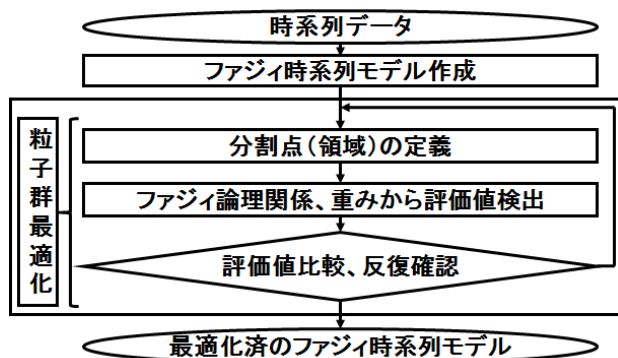 時系列データ
ファジィ時系列モデル作成
粒子群最適化
分割点(領域)の定義
ファジィ論理関係、重みから評価値検出
評価値比較、反復確認
最適化済のファジィ時系列モデル